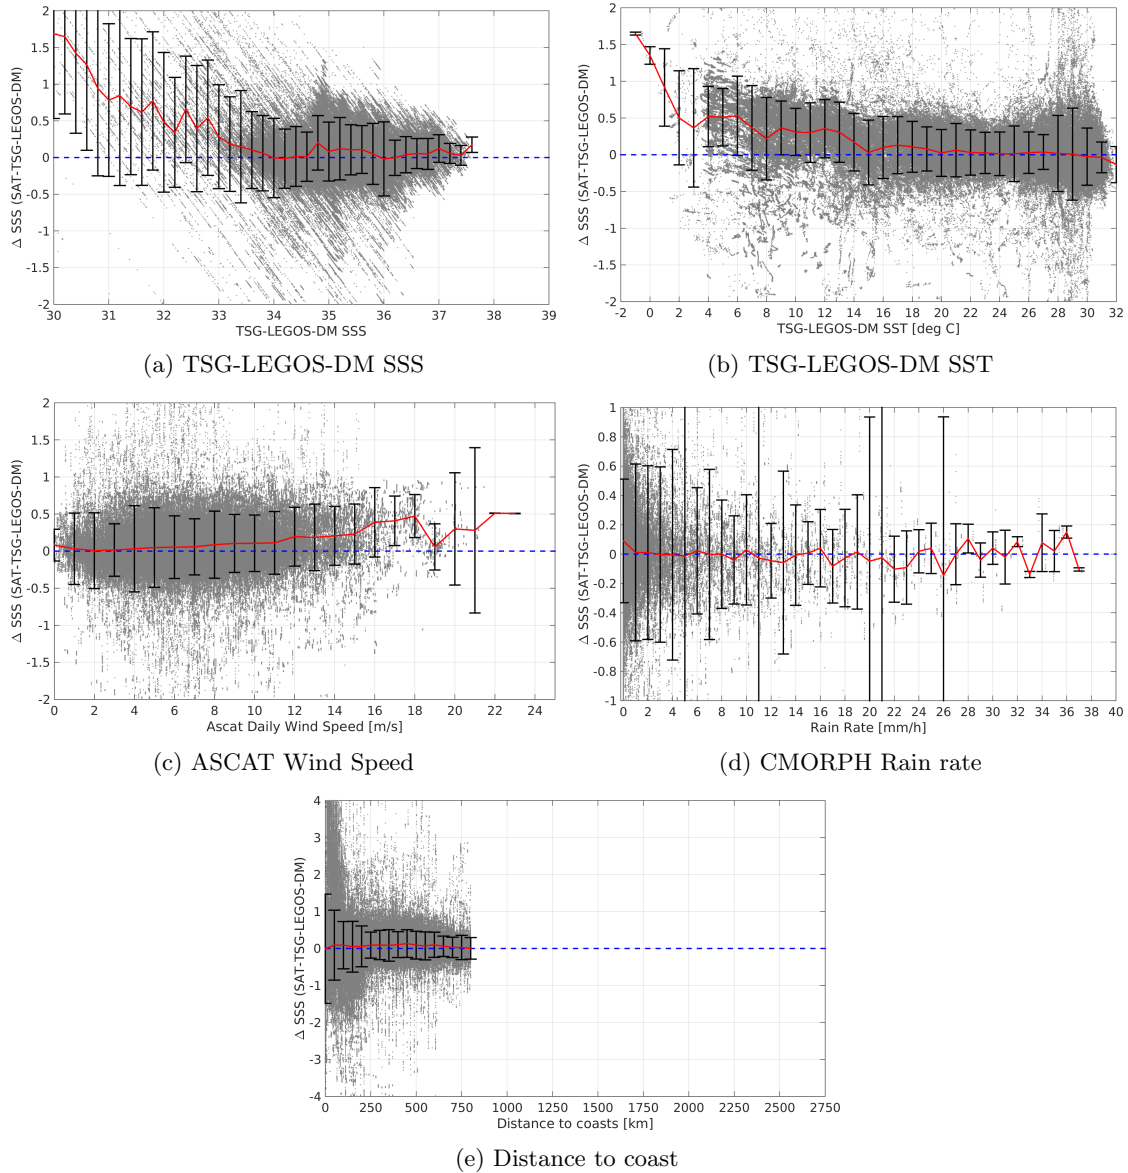 2
1.5
1
0.5
0
-0.5
-1
-1.5
-2
Δ SSS (SAT-TSG-LEGOS-DM)
30 31 32 33 34 35 36 37 38 39
TSG-LEGOS-DM SSS
(a) TSG-LEGOS-DM SSS
2
1.5
1
0.5
0
-0.5
-1
-1.5
-2
Δ SSS (SAT-TSG-LEGOS-DM)
-2 0 2 4 6 8 10 12 14 16 18 20 22 24 26 28 30 32
TSG-LEGOS-DM SST [deg C]
(b) TSG-LEGOS-DM SST
2
1.5
1
0.5
0
-0.5
-1
-1.5
-2
Δ SSS (SAT-TSG-LEGOS-DM)
0 2 4 6 8 10 12 14 16 18 20 22 24
Ascat Daily Wind Speed [m/s]
(c) ASCAT Wind Speed
1
0.8
0.6
0.4
0.2
0
-0.2
-0.4
-0.6
-0.8
-1
Δ SSS (SAT-TSG-LEGOS-DM)
0 2 4 6 8 10 12 14 16 18 20 22 24 26 28 30 32 34 36 38 40
Rain Rate [mm/h]
(d) CMORPH Rain rate
4
3
2
1
0
-1
-2
-3
-4
Δ SSS (SAT-TSG-LEGOS-DM)
0 250 500 750 1000 1250 1500 1750 2000 2250 2500 2750
Distance to coasts [km]
(e) Distance to coast